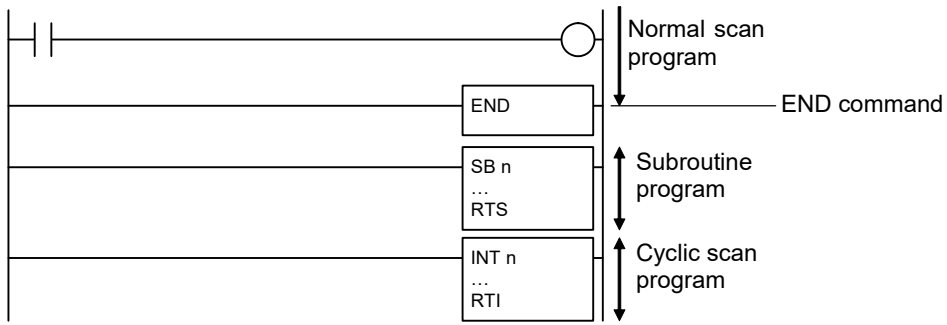 Normal scan
program
END
END command
SB n
…
RTS
Subroutine
program
INT n
…
RTI
Cyclic scan
program